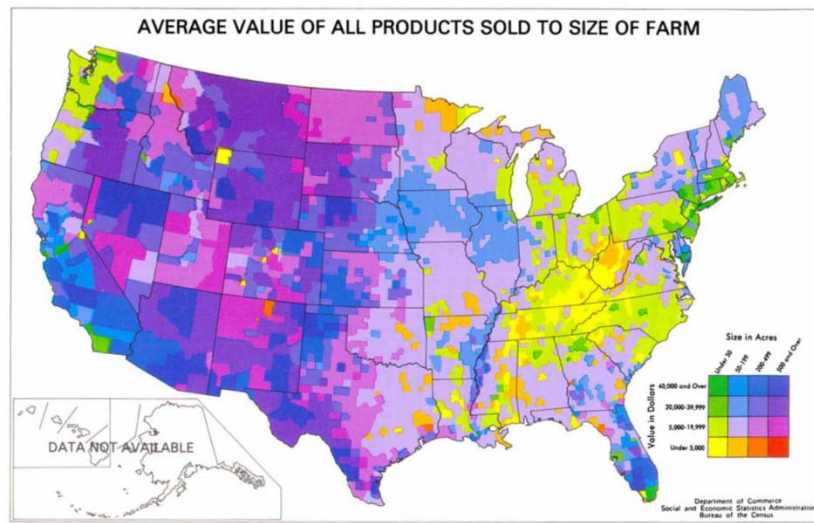 AVERAGE VALUE OF ALL PRODUCTS SOLD TO SIZE OF FARM
DATA NOT AVAILABLE
Size in Acres
Under 50
50-199
200-499
500 and Over
Value in Dollars
40,000 and Over
20,000-39,999
5,000-19,999
Under 5,000
Department of Commerce
Social and Economic Statistics Administration
Bureau of the Census